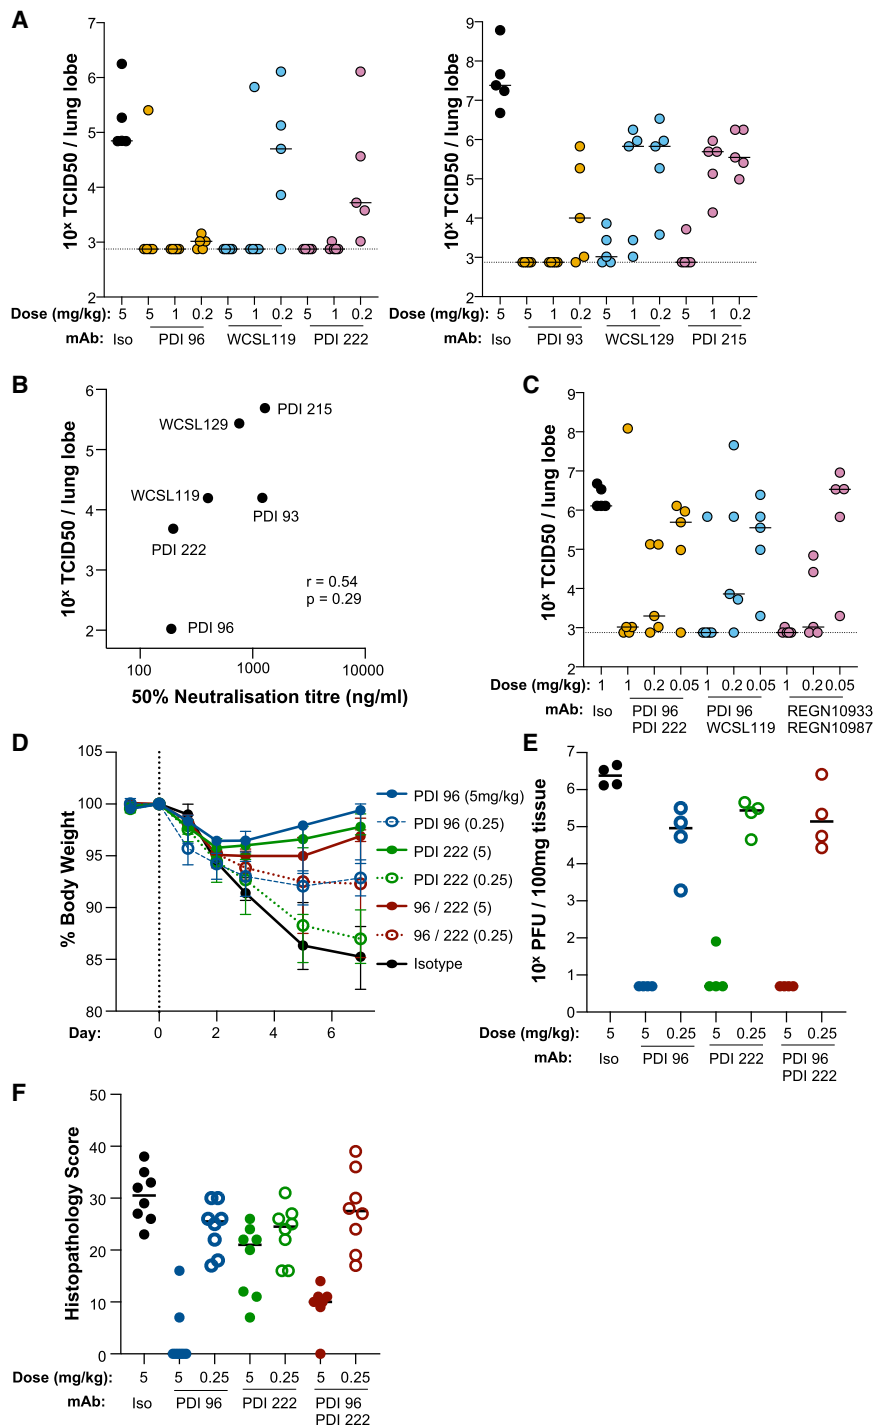 A
7
6
5
4
3
2
10ˣ TCID50 / lung lobe
Dose (mg/kg): 5 5 1 0.2 5 1 0.2 5 1 0.2
mAb: Iso PDI 96 WCSL119 PDI 222
9
8
7
6
5
4
3
2
10ˣ TCID50 / lung lobe
Dose (mg/kg): 5 5 1 0.2 5 1 0.2 5 1 0.2
mAb: Iso PDI 93 WCSL129 PDI 215
B
6
5
4
3
2
10ˣ TCID50 / lung lobe
PDI 215
WCSL129
WCSL119
PDI 93
PDI 222
r = 0.54
p = 0.29
PDI 96
100 1000 10000
50% Neutralisation titre (ng/ml)
C
9
8
7
6
5
4
3
2
10ˣ TCID50 / lung lobe
Dose (mg/kg): 1 1 0.2 0.05 1 0.2 0.05 1 0.2 0.05
mAb: Iso PDI 96 PDI 96 REGN10933
PDI 222 WCSL119 REGN10987
D
105
100
95
90
85
80
% Body Weight
Day: 0 2 4 6
PDI 96 (5mg/kg)
PDI 96 (0.25)
PDI 222 (5)
PDI 222 (0.25)
96 / 222 (5)
96 / 222 (0.25)
Isotype
E
7
6
5
4
3
2
1
0
10ˣ PFU / 100mg tissue
Dose (mg/kg): 5 5 0.25 5 0.25 5 0.25
mAb: Iso PDI 96 PDI 222 PDI 96
PDI 222
F
50
40
30
20
10
0
Histopathology Score
Dose (mg/kg): 5 5 0.25 5 0.25 5 0.25
mAb: Iso PDI 96 PDI 222 PDI 96
PDI 222